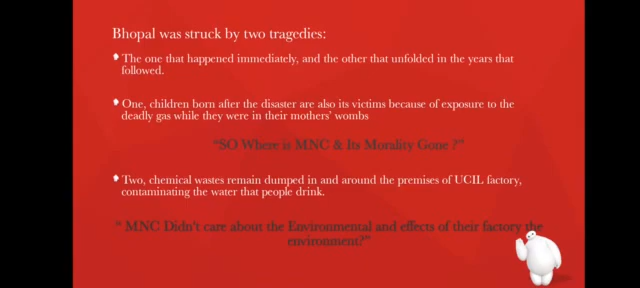 Bhopal was struck by two tragedies:
The one that happened immediately, and the other that unfolded in the years that
followed.
One, children born after the disaster are also its victims because of exposure to the
deadly gas while they were in their mothers’ wombs
“SO Where is MNC & Its Morality Gone ?”
Two, chemical wastes remain dumped in and around the premises of UCIL factory,
contaminating the water that people drink.
“ MNC Didn’t care about the Environmental and effects of their factory the
environment?”